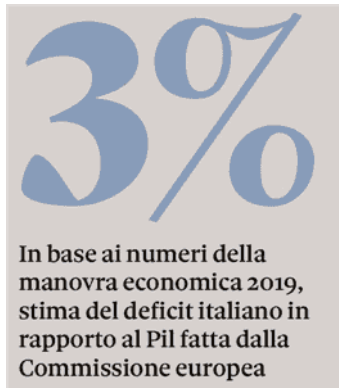 3%
In base ai numeri della
manovra economica 2019,
stima del deficit italiano in
rapporto al Pil fatta dalla
Commissione europea